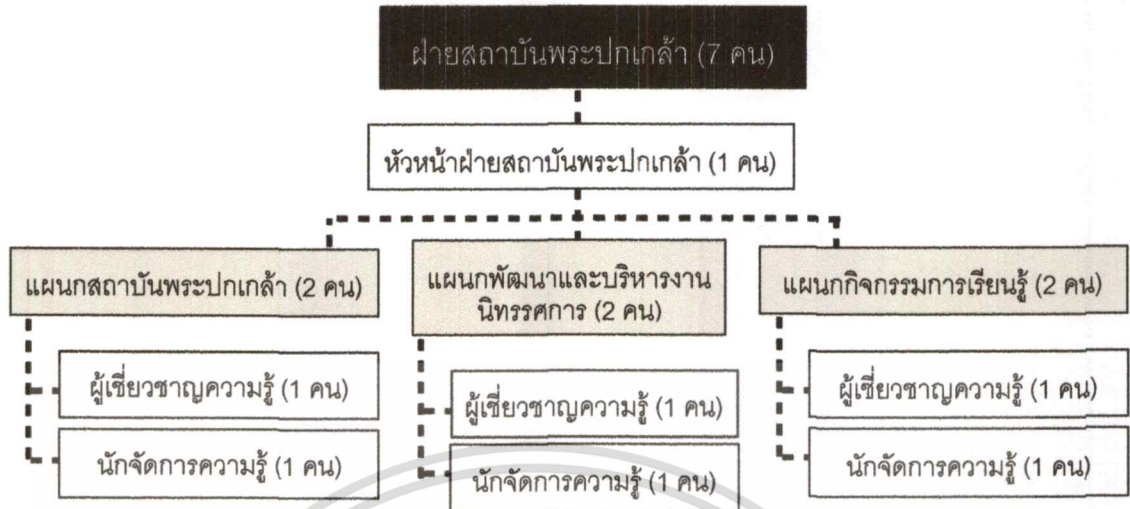 ฝ่ายสถาบันพระปกเกล้า (7 คน)
หัวหน้าฝ่ายสถาบันพระปกเกล้า (1 คน)
แผนกสถาบันพระปกเกล้า (2 คน)
ผู้เชี่ยวชาญความรู้ (1 คน)
นักจัดการความรู้ (1 คน)
แผนกพัฒนาและบริหารงาน
นิทรรศการ (2 คน)
ผู้เชี่ยวชาญความรู้ (1 คน)
นักจัดการความรู้ (1 คน)
แผนกกิจกรรมการเรียนรู้ (2 คน)
ผู้เชี่ยวชาญความรู้ (1 คน)
นักจัดการความรู้ (1 คน)